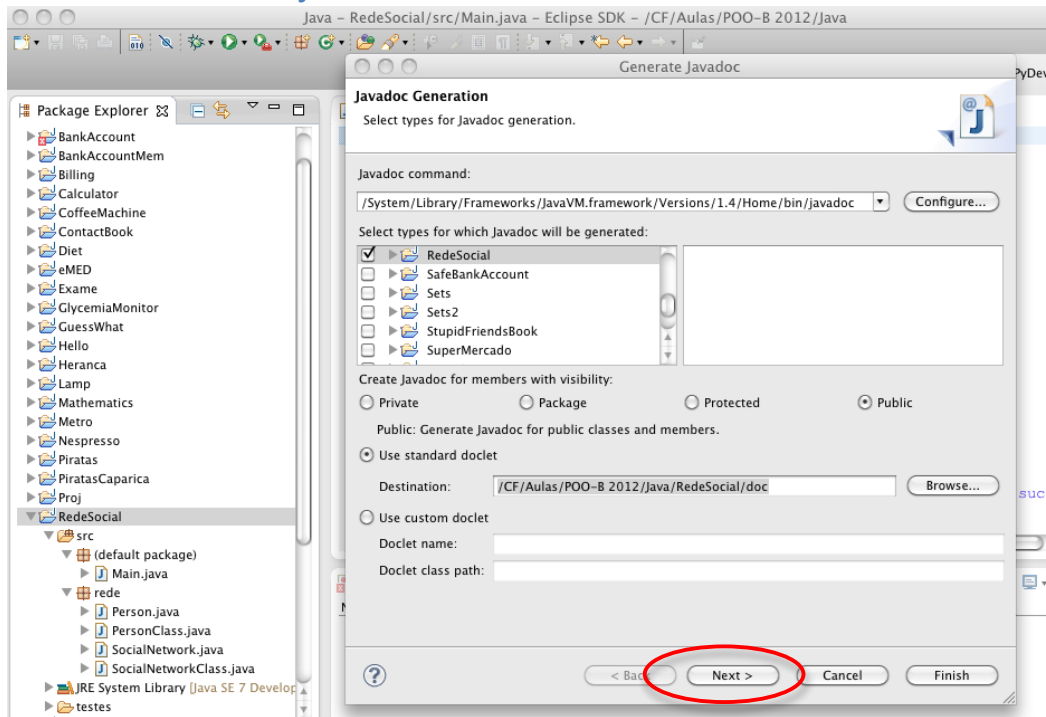 Java – RedeSocial/src/Main.java – Eclipse SDK – /CF/Aulas/POO-B 2012/Java
Generate Javadoc
PyDev
Package Explorer
BankAccount
BankAccountMem
Billing
Calculator
CoffeeMachine
ContactBook
Diet
eMED
Exame
GlycemiaMonitor
GuessWhat
Hello
Heranca
Lamp
Mathematics
Metro
Nespresso
Piratas
PiratasCaparica
Proj
RedeSocial
src
(default package)
Main.java
rede
Person.java
PersonClass.java
SocialNetwork.java
SocialNetworkClass.java
JRE System Library [Java SE 7 Develop
testes
Javadoc Generation
Select types for Javadoc generation.
Javadoc command:
/System/Library/Frameworks/JavaVM.framework/Versions/1.4/Home/bin/javadoc
Configure...
Select types for which Javadoc will be generated:
RedeSocial
SafeBankAccount
Sets
Sets2
StupidFriendsBook
SuperMercado
Create Javadoc for members with visibility:
Private Package Protected Public
Public: Generate Javadoc for public classes and members.
Use standard doclet
Destination: /CF/Aulas/POO-B 2012/Java/RedeSocial/doc Browse...
suc
Use custom doclet
Doclet name:
Doclet class path:
? < Back Next > Cancel Finish